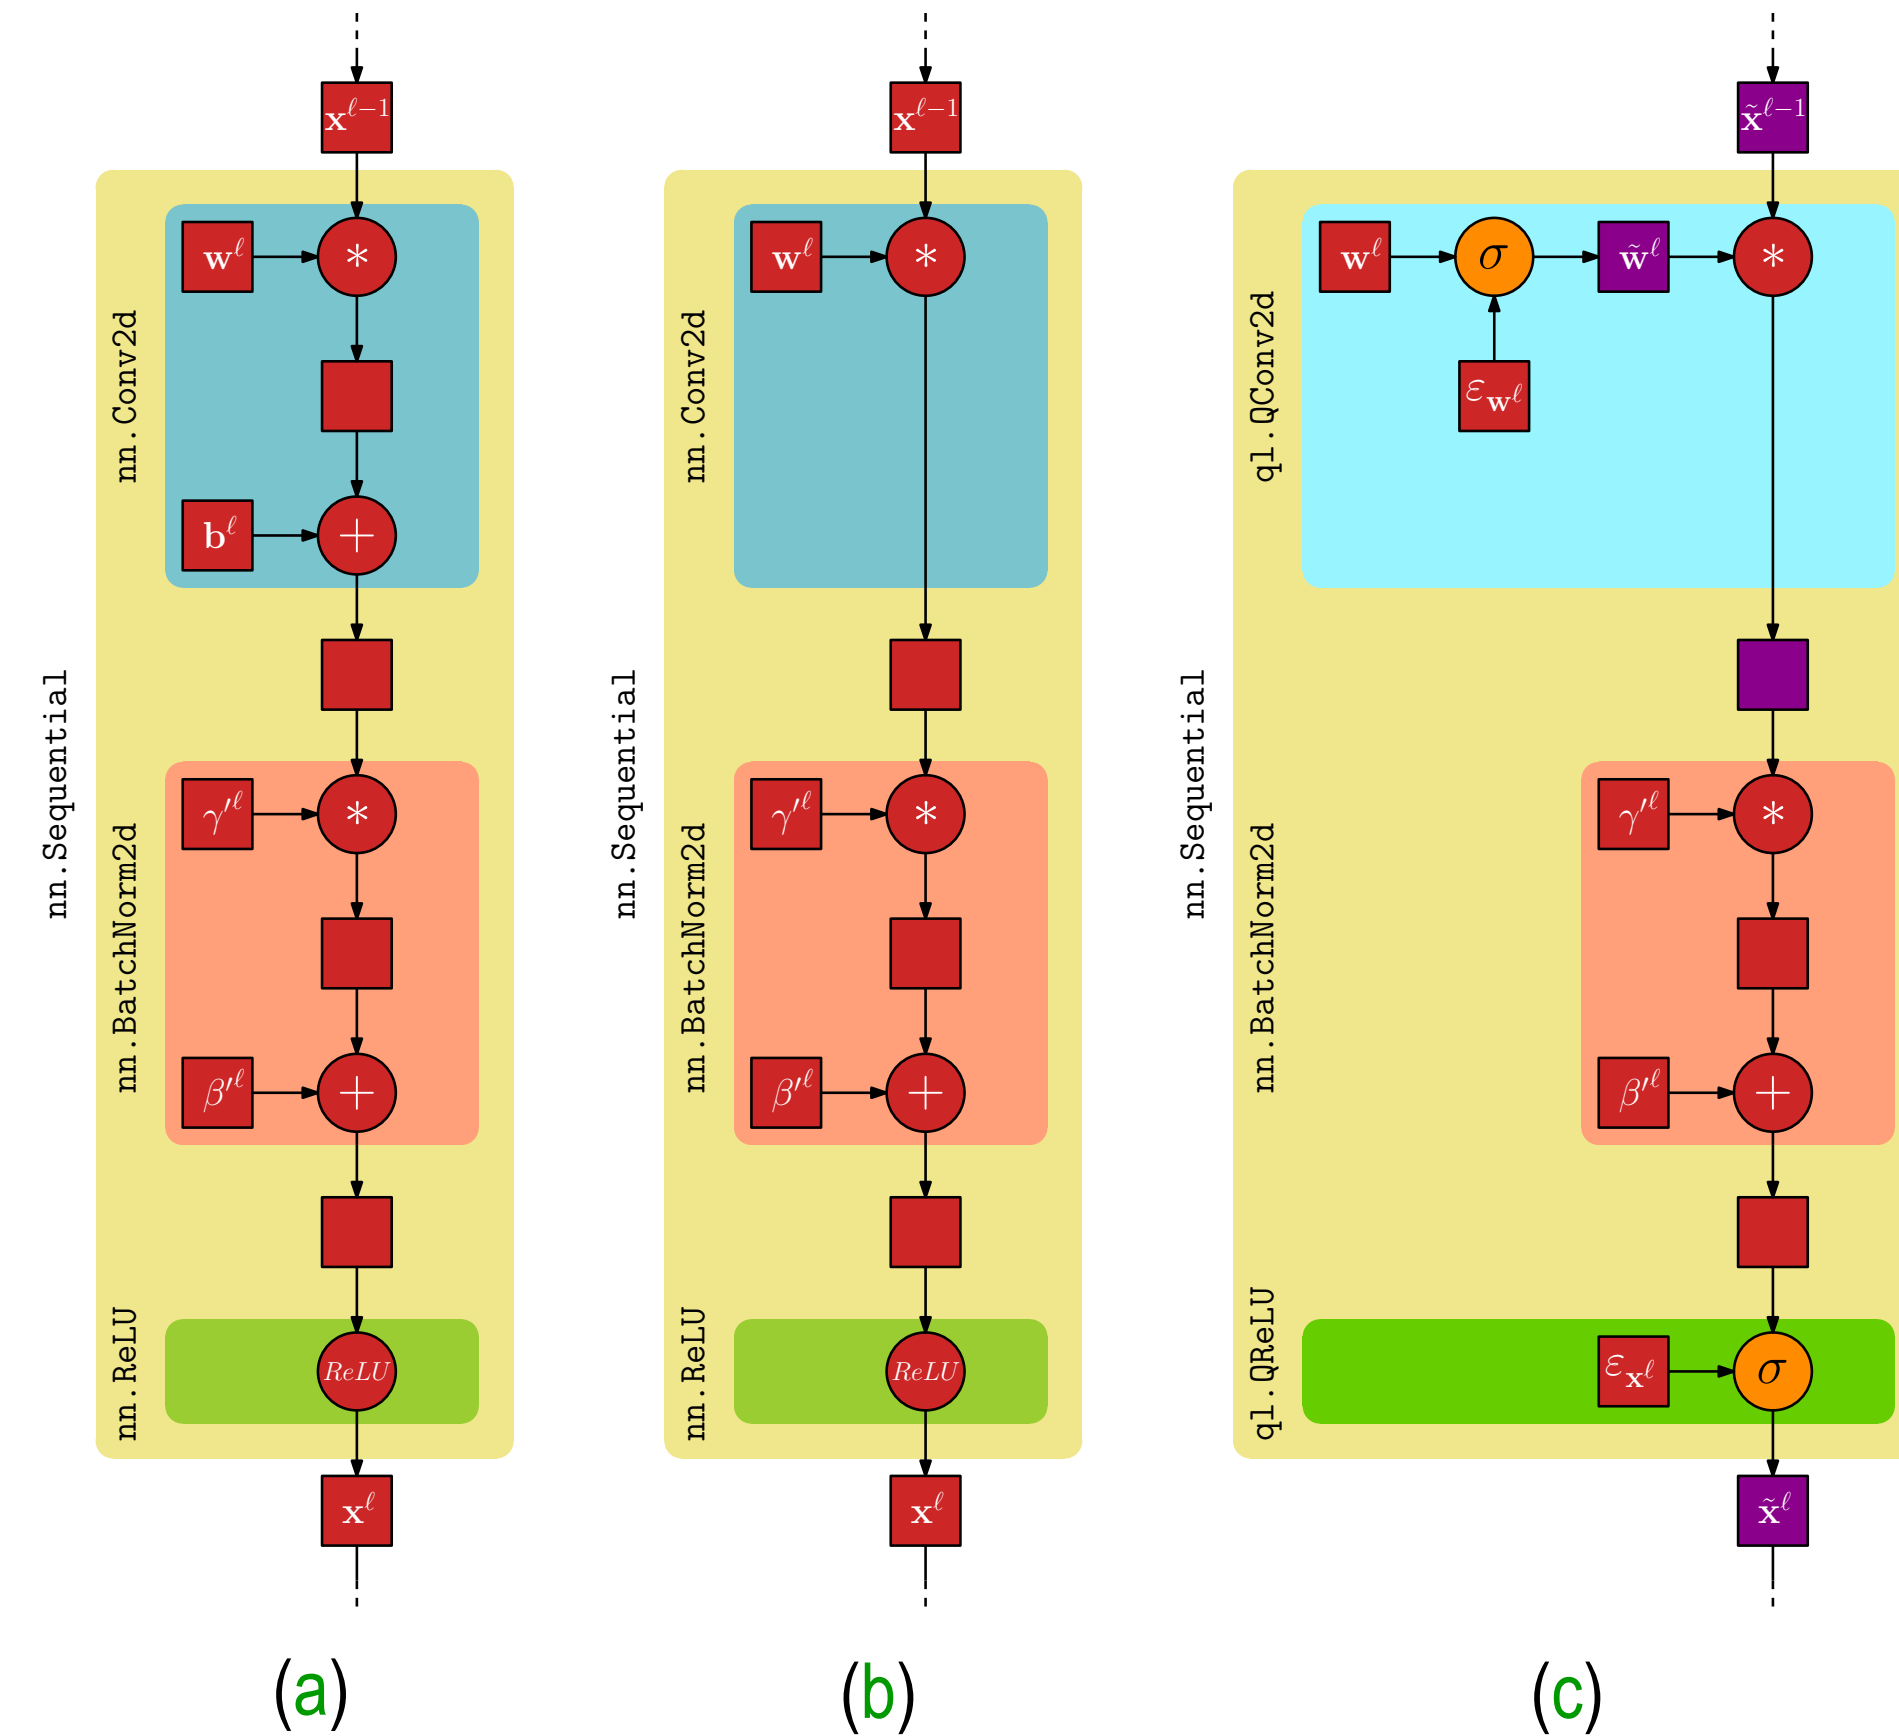 x^{ℓ−1}
nn.Sequential
nn.Conv2d
w^ℓ
*
b^ℓ
+
nn.BatchNorm2d
γ′^ℓ
*
β′^ℓ
+
nn.ReLU
ReLU
x^ℓ
(a)
x^{ℓ−1}
nn.Sequential
nn.Conv2d
w^ℓ
*
nn.BatchNorm2d
γ′^ℓ
*
β′^ℓ
+
nn.ReLU
ReLU
x^ℓ
(b)
x̃^{ℓ−1}
nn.Sequential
ql.QConv2d
w^ℓ
σ
w̃^ℓ
*
ε_{w^ℓ}
nn.BatchNorm2d
γ′^ℓ
*
β′^ℓ
+
ql.QReLU
ε_{x^ℓ}
σ
x̃^ℓ
(c)